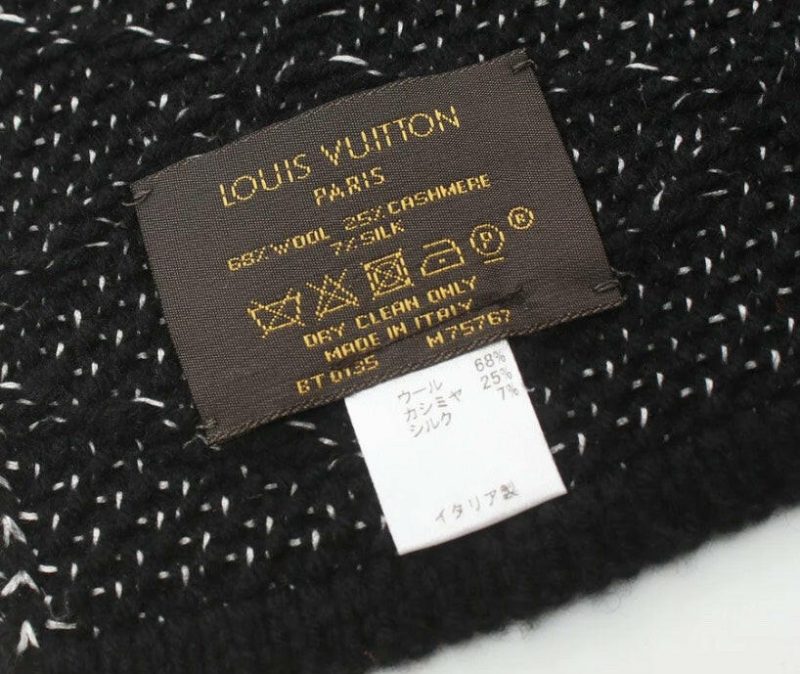 LOUIS VUITTON
PARIS
68% WOOL 25% CASHMERE
7% SILK
P ®
DRY CLEAN ONLY
MADE IN ITALY
BT0135 M75767
ウール 68%
カシミヤ 25%
シルク 7%
イタリア製